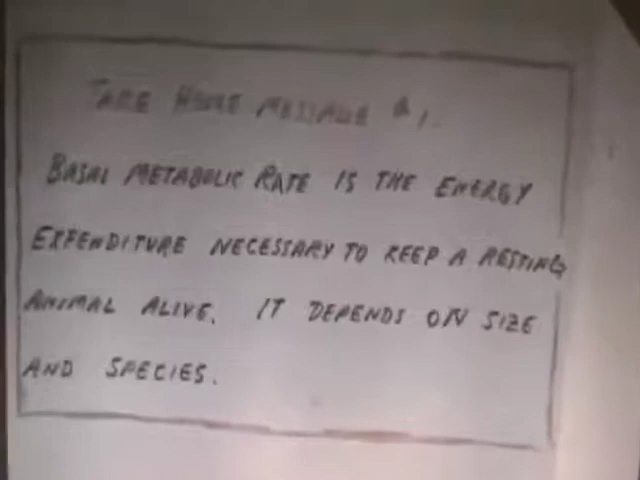 TAKE HOME MESSAGE #1.
BASAL METABOLIC RATE IS THE ENERGY
EXPENDITURE NECESSARY TO KEEP A RESTING
ANIMAL ALIVE. IT DEPENDS ON SIZE
AND SPECIES.